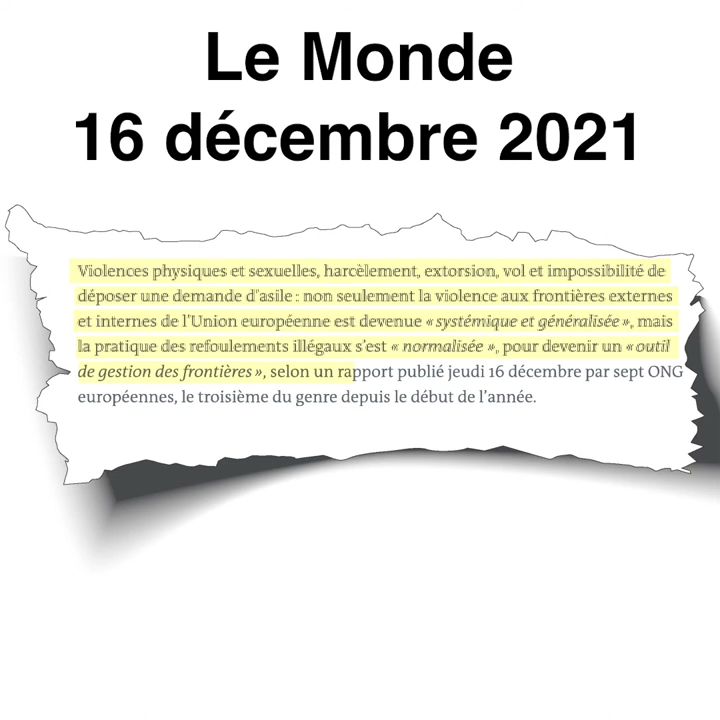 Le Monde
16 décembre 2021
Violences physiques et sexuelles, harcèlement, extorsion, vol et impossibilité de
déposer une demande d'asile : non seulement la violence aux frontières externes
et internes de l'Union européenne est devenue « systémique et généralisée », mais
la pratique des refoulements illégaux s'est « normalisée », pour devenir un « outil
de gestion des frontières », selon un rapport publié jeudi 16 décembre par sept ONG
européennes, le troisième du genre depuis le début de l'année.